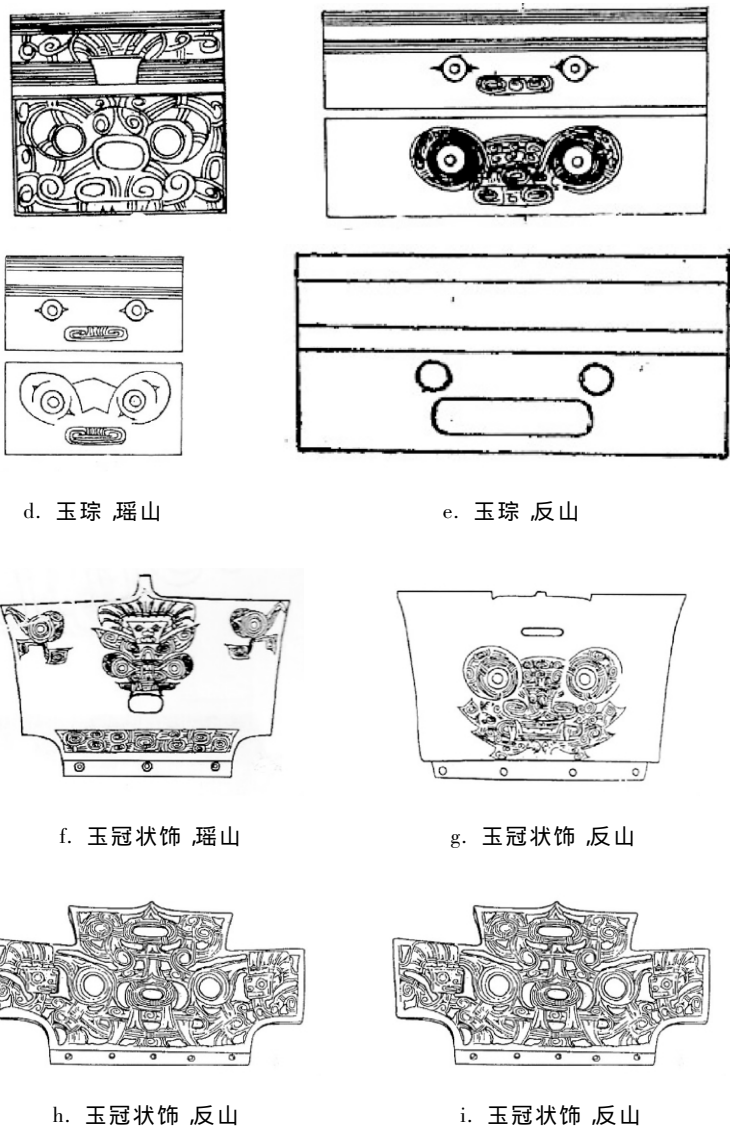 d. 玉琮 ,瑶山
e. 玉琮 ,反山
f. 玉冠状饰 ,瑶山
g. 玉冠状饰 ,反山
h. 玉冠状饰 ,反山
i. 玉冠状饰 ,反山